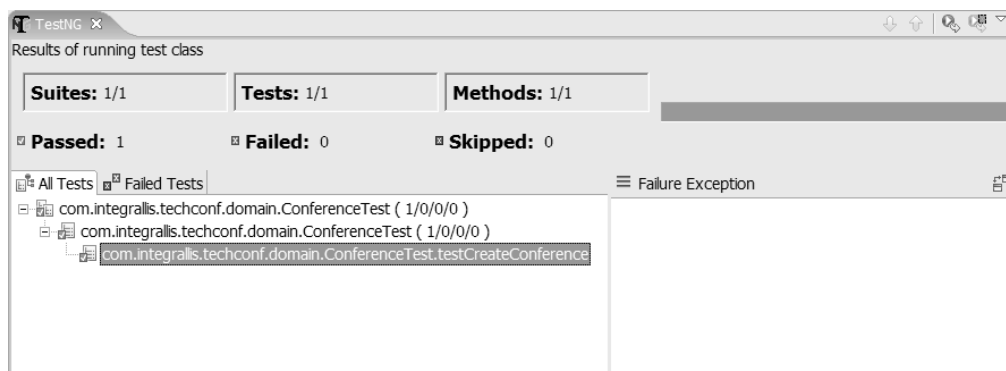 TestNG
Results of running test class
Suites: 1/1 Tests: 1/1 Methods: 1/1
Passed: 1 Failed: 0 Skipped: 0
All Tests Failed Tests Failure Exception
com.integrallis.techconf.domain.ConferenceTest ( 1/0/0/0 )
com.integrallis.techconf.domain.ConferenceTest ( 1/0/0/0 )
com.integrallis.techconf.domain.ConferenceTest.testCreateConference